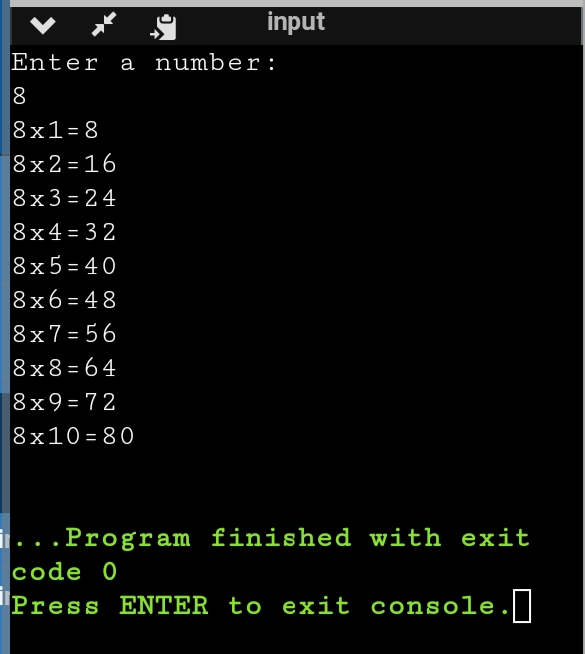 input
Enter a number:
8
8x1=8
8x2=16
8x3=24
8x4=32
8x5=40
8x6=48
8x7=56
8x8=64
8x9=72
8x10=80
...Program finished with exit
code 0
Press ENTER to exit console.